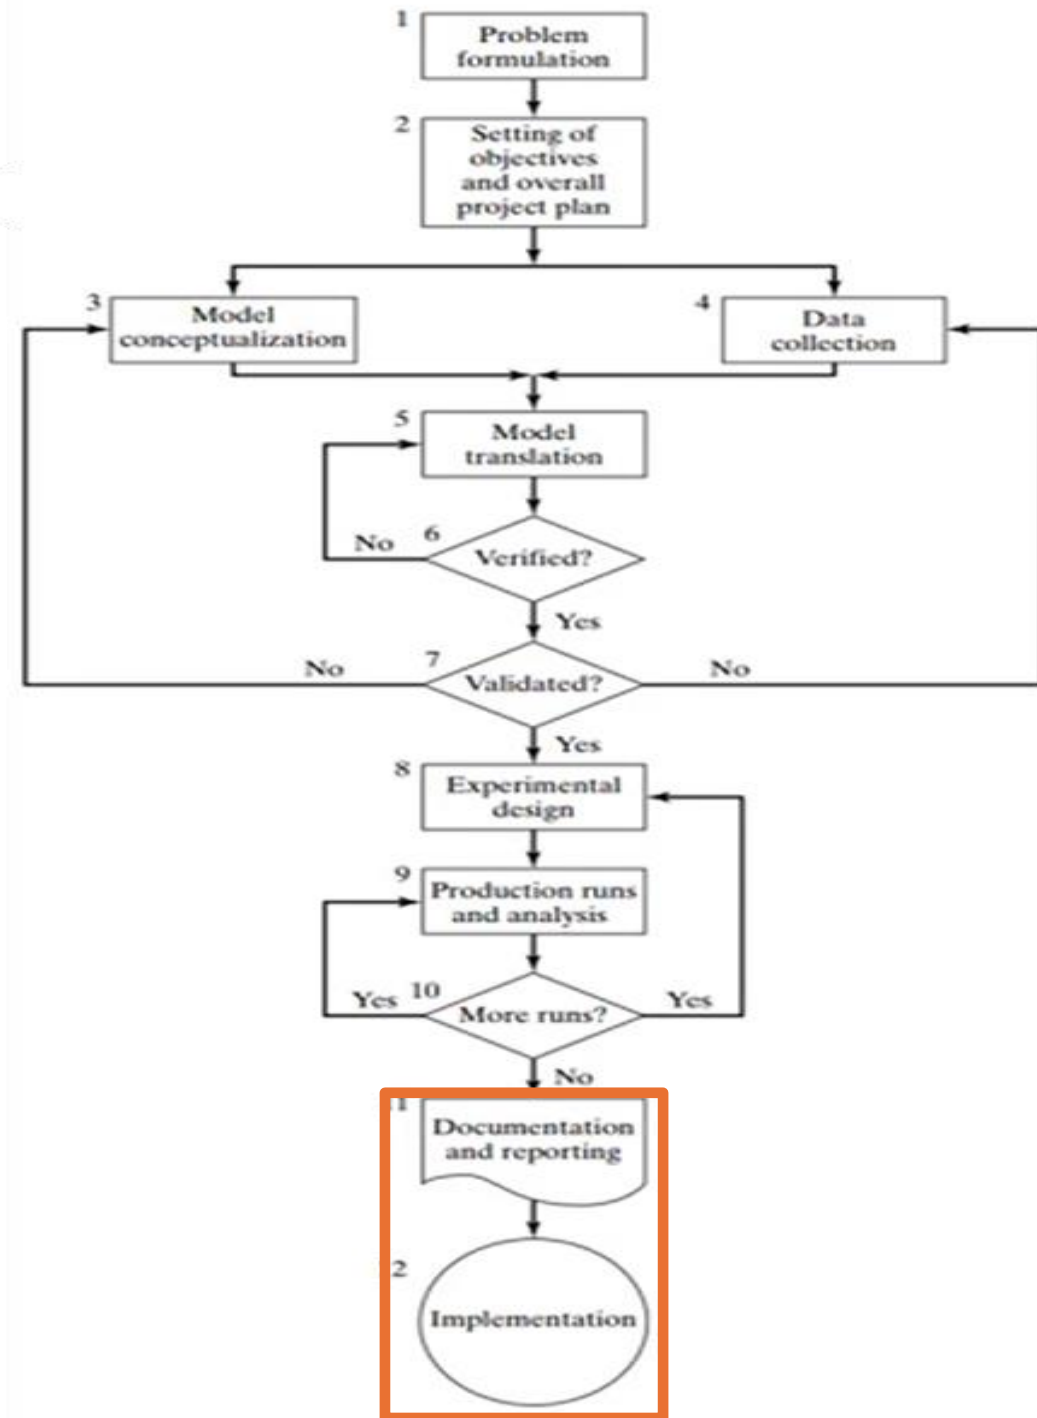 1
Problem
formulation
2
Setting of
objectives
and overall
project plan
3
Model
conceptualization
4
Data
collection
5
Model
translation
6
No
Verified?
Yes
7
No
Validated?
No
Yes
8
Experimental
design
9
Production runs
and analysis
Yes
10
More runs?
Yes
No
1
Documentation
and reporting
2
Implementation